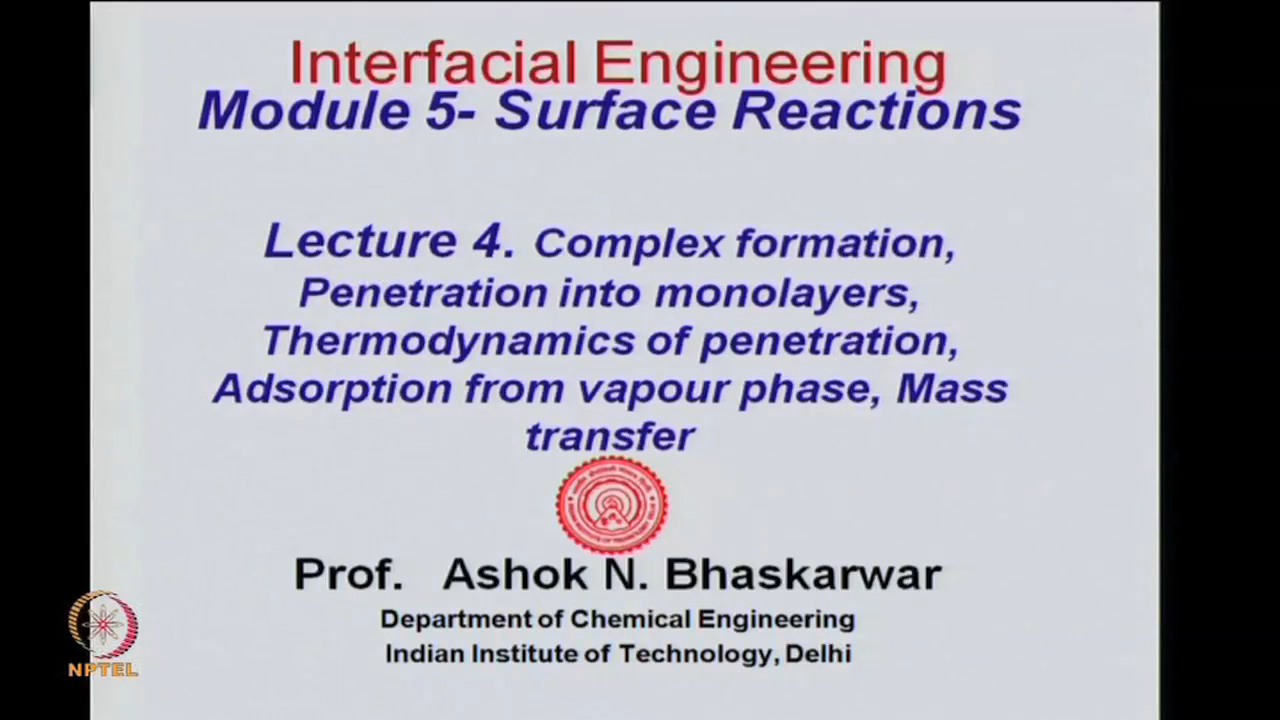 Interfacial Engineering
Module 5- Surface Reactions
Lecture 4. Complex formation,
Penetration into monolayers,
Thermodynamics of penetration,
Adsorption from vapour phase, Mass
transfer
Prof. Ashok N. Bhaskarwar
Department of Chemical Engineering
Indian Institute of Technology, Delhi
NPTEL